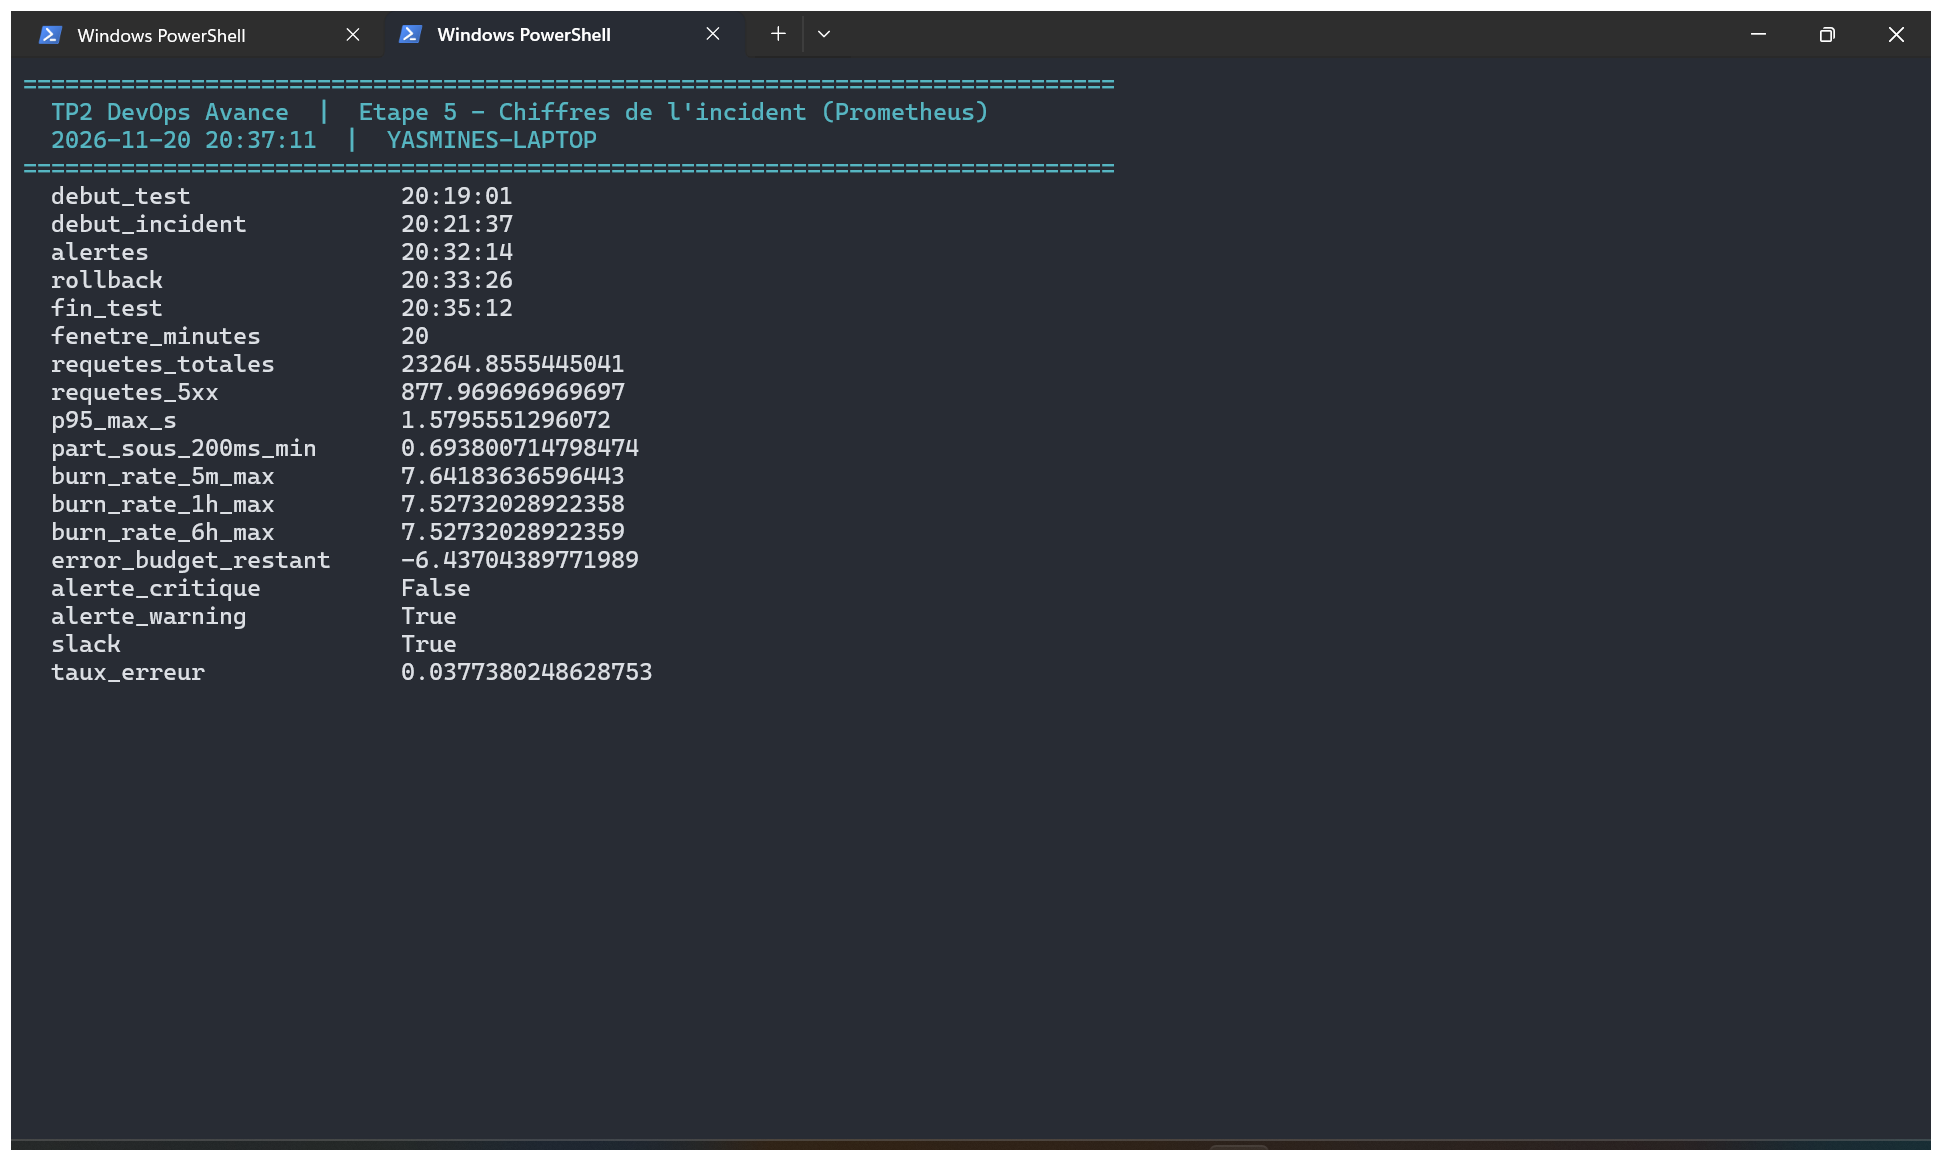 Windows PowerShell
Windows PowerShell
==============================================================================
TP2 DevOps Avance | Etape 5 - Chiffres de l'incident (Prometheus)
2026-11-20 20:37:11 | YASMINES-LAPTOP
==============================================================================
debut_test 20:19:01
debut_incident 20:21:37
alertes 20:32:14
rollback 20:33:26
fin_test 20:35:12
fenetre_minutes 20
requetes_totales 23264.8555445041
requetes_5xx 877.969696969697
p95_max_s 1.5795551296072
part_sous_200ms_min 0.693800714798474
burn_rate_5m_max 7.64183636596443
burn_rate_1h_max 7.52732028922358
burn_rate_6h_max 7.52732028922359
error_budget_restant -6.43704389771989
alerte_critique False
alerte_warning True
slack True
taux_erreur 0.0377380248628753